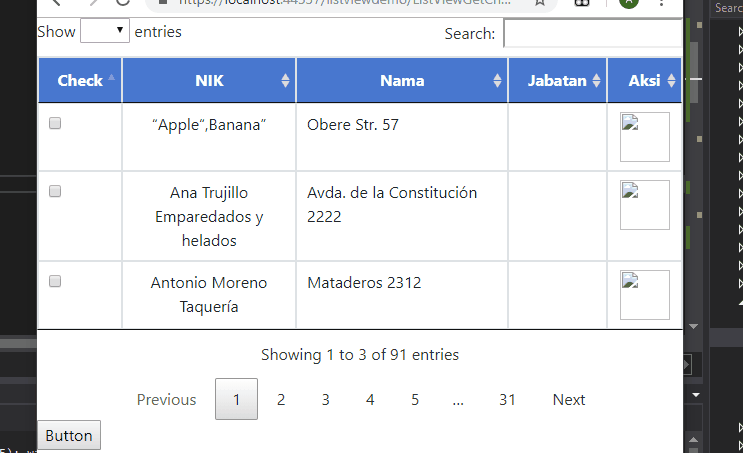 Search
https://localhost:44357/listviewdemo/ListViewGetCh...
A
Show entries
Search:
Check NIK Nama Jabatan Aksi
“Apple“,Banana” Obere Str. 57
Ana Trujillo Emparedados y helados
Avda. de la Constitución 2222
Antonio Moreno Taquería
Mataderos 2312
Showing 1 to 3 of 91 entries
Previous 1 2 3 4 5 ... 31 Next
Button